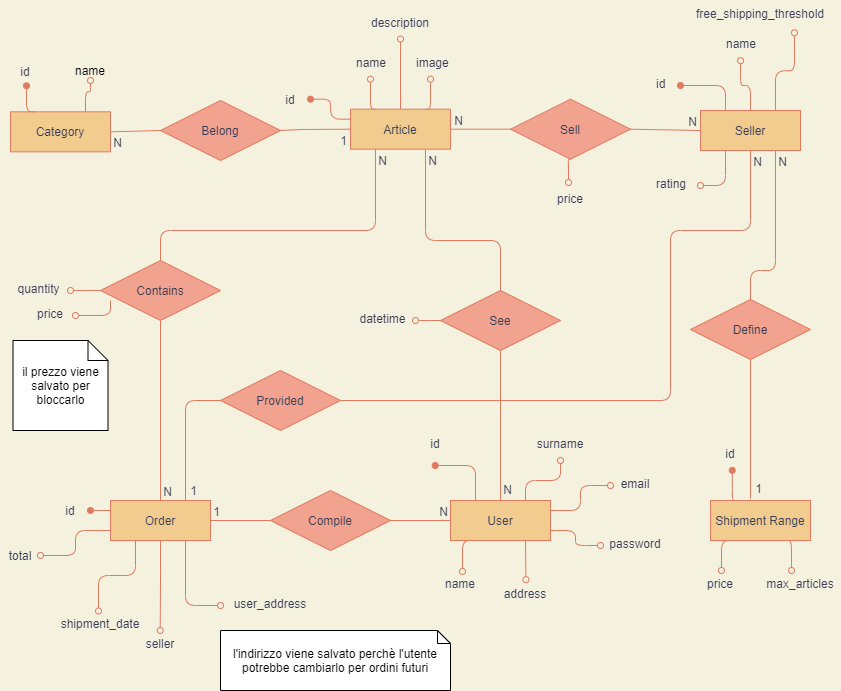 free_shipping_threshold
description
name
name
image
id
name
id
id
Category
Belong
Article
Sell
Seller
N
1
N
N
N
N
N
N
price
rating
quantity
price
Contains
datetime
See
Define
il prezzo viene
salvato per
bloccarlo
Provided
id
surname
id
email
N
1
N
1
id
Order
1
Compile
N
User
Shipment Range
total
password
name
address
price
max_articles
shipment_date
user_address
seller
l'indirizzo viene salvato perchè l'utente
potrebbe cambiarlo per ordini futuri